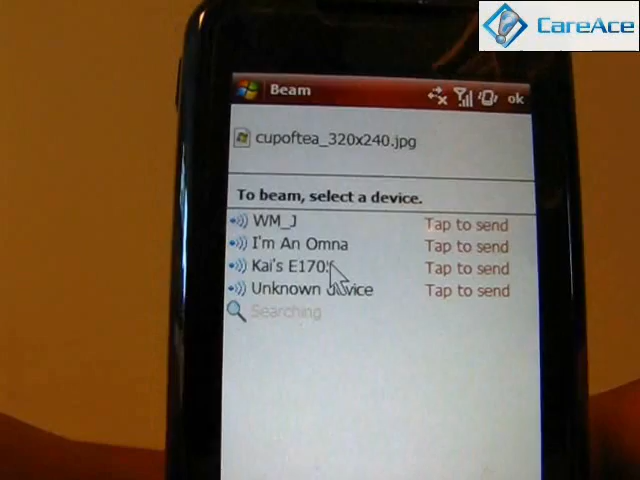 CareAce
Beam ok
cupoftea_320x240.jpg
To beam, select a device.
WM_J Tap to send
I'm An Omna Tap to send
Kai's Tap to send
Unknown Tap to send
Searching